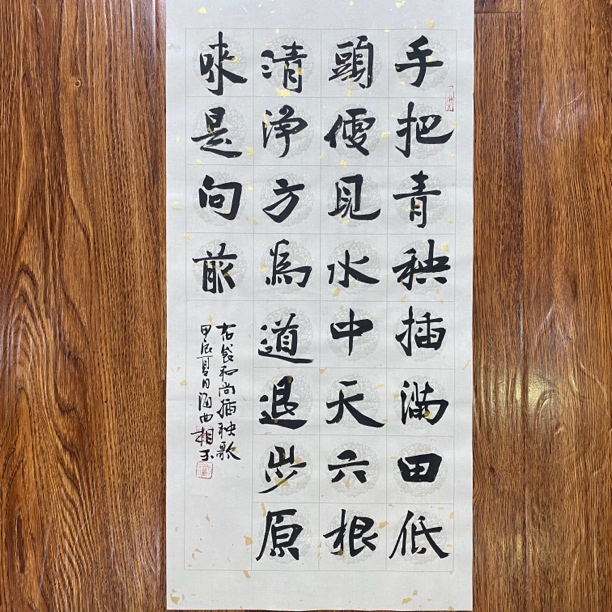 手把青秧插滿田低
頭便見水中天六根
清浄方為道退步原
来是向前
布袋和尚插秧歌
甲辰夏日